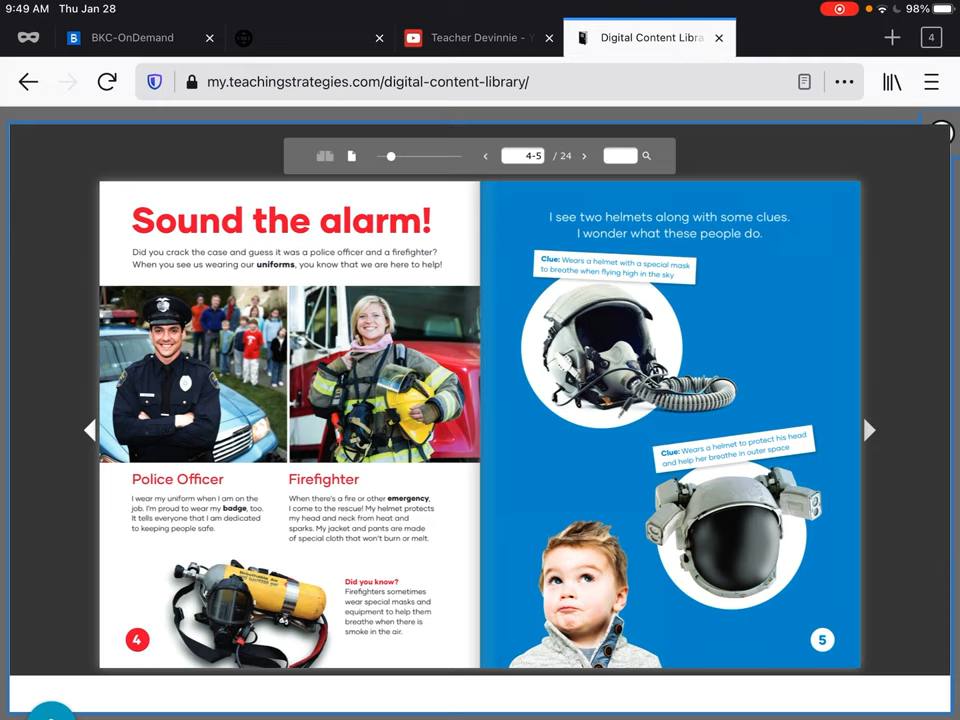 9:49 AM Thu Jan 28
98%
BKC-OnDemand
Teacher Devinnie - Y
Digital Content Libra
4
my.teachingstrategies.com/digital-content-library/
4-5 / 24
Sound the alarm!
Did you crack the case and guess it was a police officer and a firefighter?
When you see us wearing our uniforms, you know that we are here to help!
Police Officer
I wear my uniform when I am on the
job. I'm proud to wear my badge, too.
It tells everyone that I am dedicated
to keeping people safe.
Firefighter
When there's a fire or other emergency,
I come to the rescue! My helmet protects
my head and neck from heat and
sparks. My jacket and pants are made
of special cloth that won't burn or melt.
Breathable Air
Did you know?
Firefighters sometimes
wear special masks and
equipment to help them
breathe when there is
smoke in the air.
4
I see two helmets along with some clues.
I wonder what these people do.
Clue: Wears a helmet with a special mask
to breathe when flying high in the sky
Clue: Wears a helmet to protect his head
and help her breathe in outer space
5